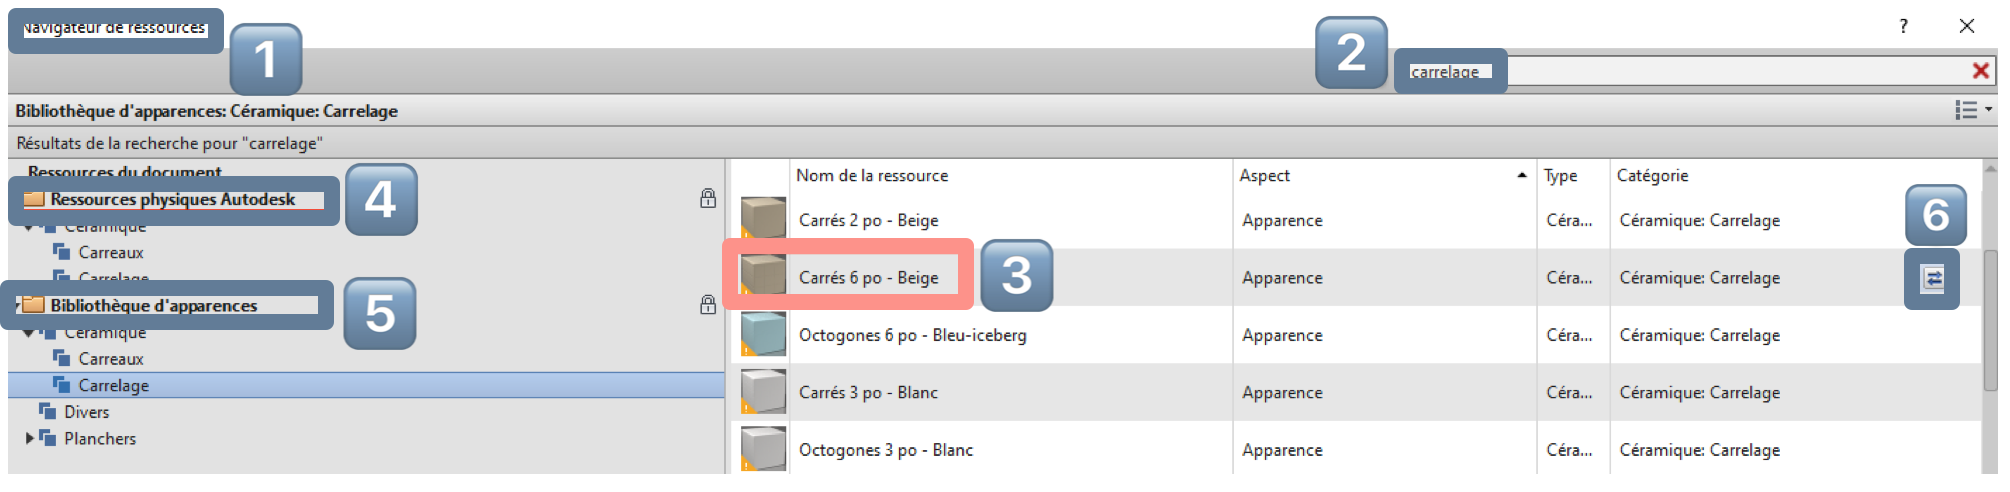 Navigateur de ressources
1
2
?
carrelage
Bibliothèque d'apparences: Céramique: Carrelage
Résultats de la recherche pour "carrelage"
Ressources du document
Ressources physiques Autodesk
4
Céramique
Carreaux
Carrelage
Bibliothèque d'apparences
5
Céramique
Carreaux
Carrelage
Divers
Planchers
Nom de la ressource Aspect Type Catégorie
Carrés 2 po - Beige Apparence Céra... Céramique: Carrelage
6
Carrés 6 po - Beige Apparence Céra... Céramique: Carrelage
3
Octogones 6 po - Bleu-iceberg Apparence Céra... Céramique: Carrelage
Carrés 3 po - Blanc Apparence Céra... Céramique: Carrelage
Octogones 3 po - Blanc Apparence Céra... Céramique: Carrelage